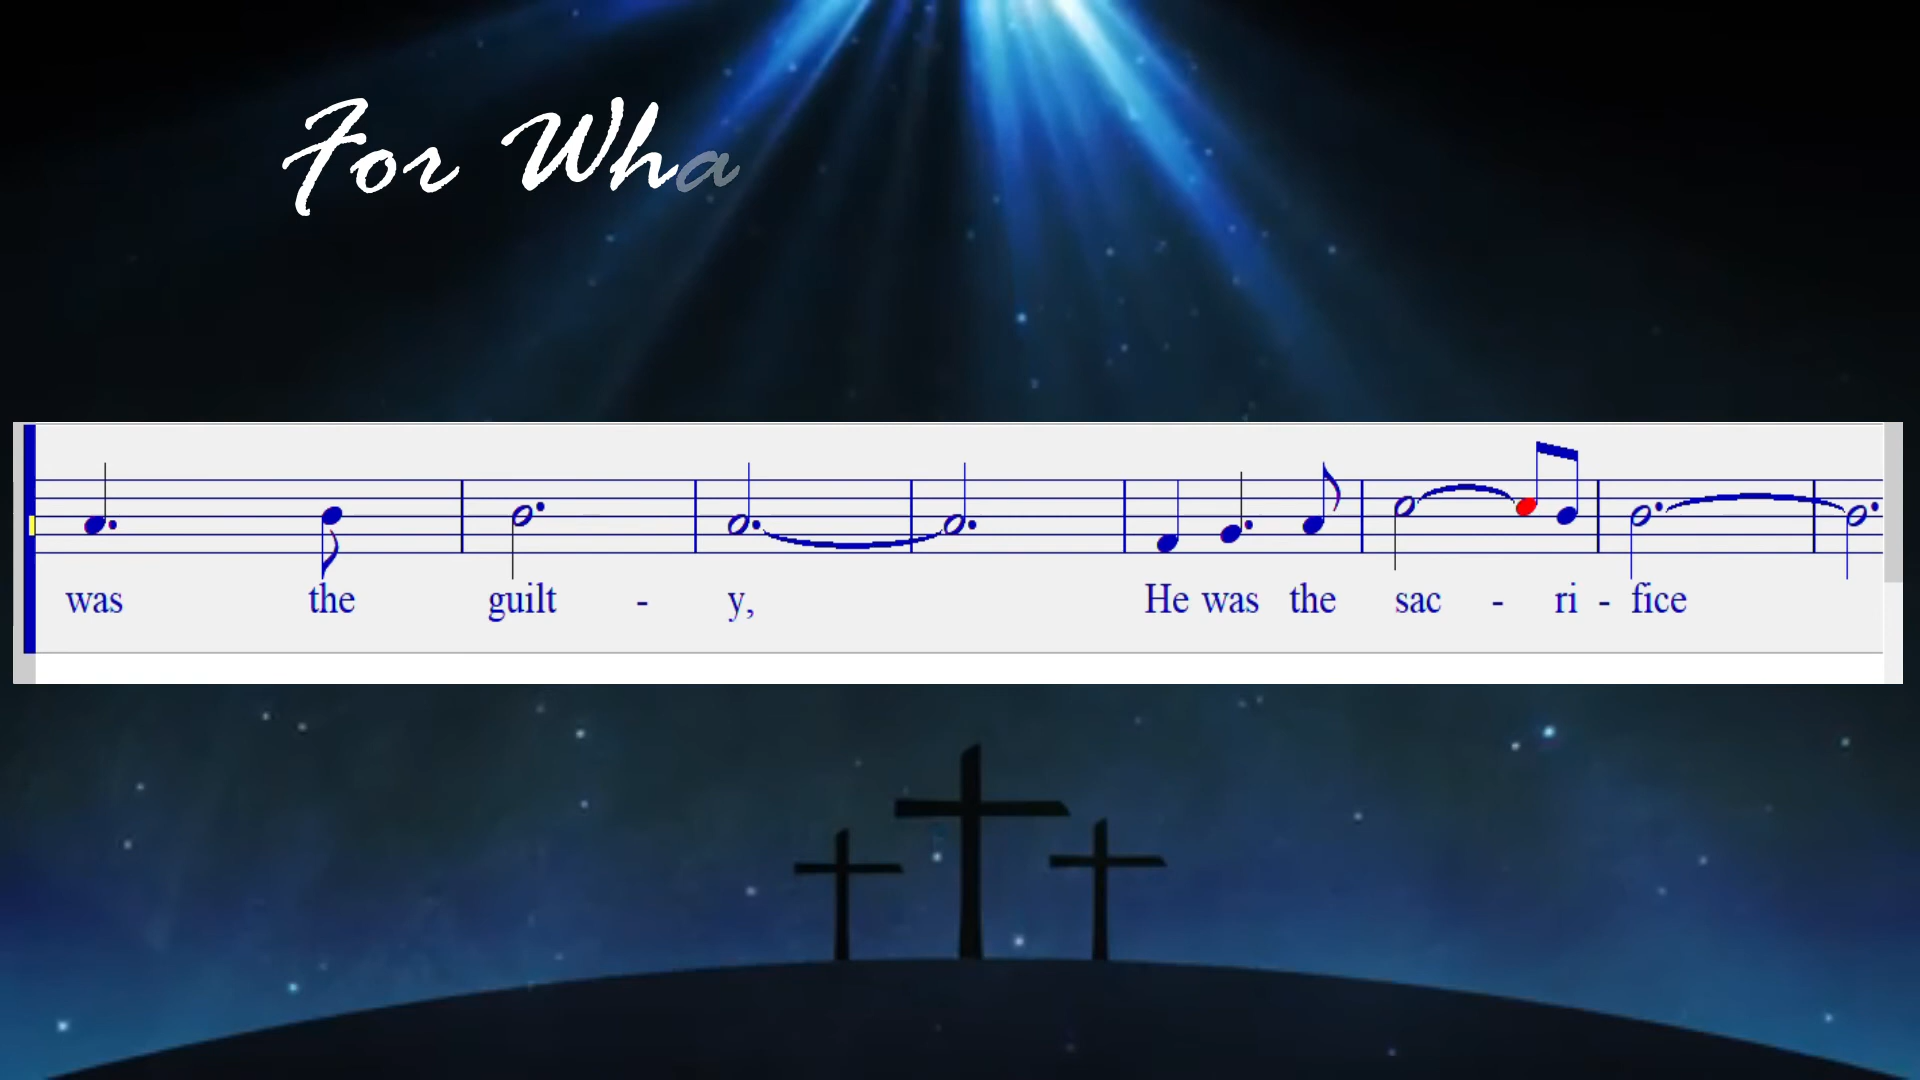 For Wha
was the guilt - y, He was the sac - ri - fice